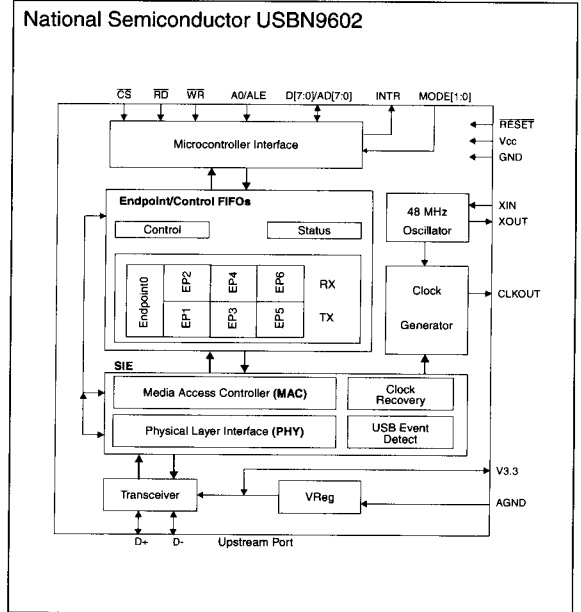 National Semiconductor USBN9602
CS RD WR A0/ALE D[7:0]/AD[7:0] INTR MODE[1:0]
RESET
Vcc
GND
Microcontroller Interface
Endpoint/Control FIFOs
Control Status
48 MHz
Oscillator
XIN
XOUT
Endpoint0
EP2 EP4 EP6 RX
EP1 EP3 EP5 TX
Clock
Generator
CLKOUT
SIE
Media Access Controller (MAC)
Clock
Recovery
Physical Layer Interface (PHY)
USB Event
Detect
V3.3
Transceiver
VReg
AGND
D+ D- Upstream Port